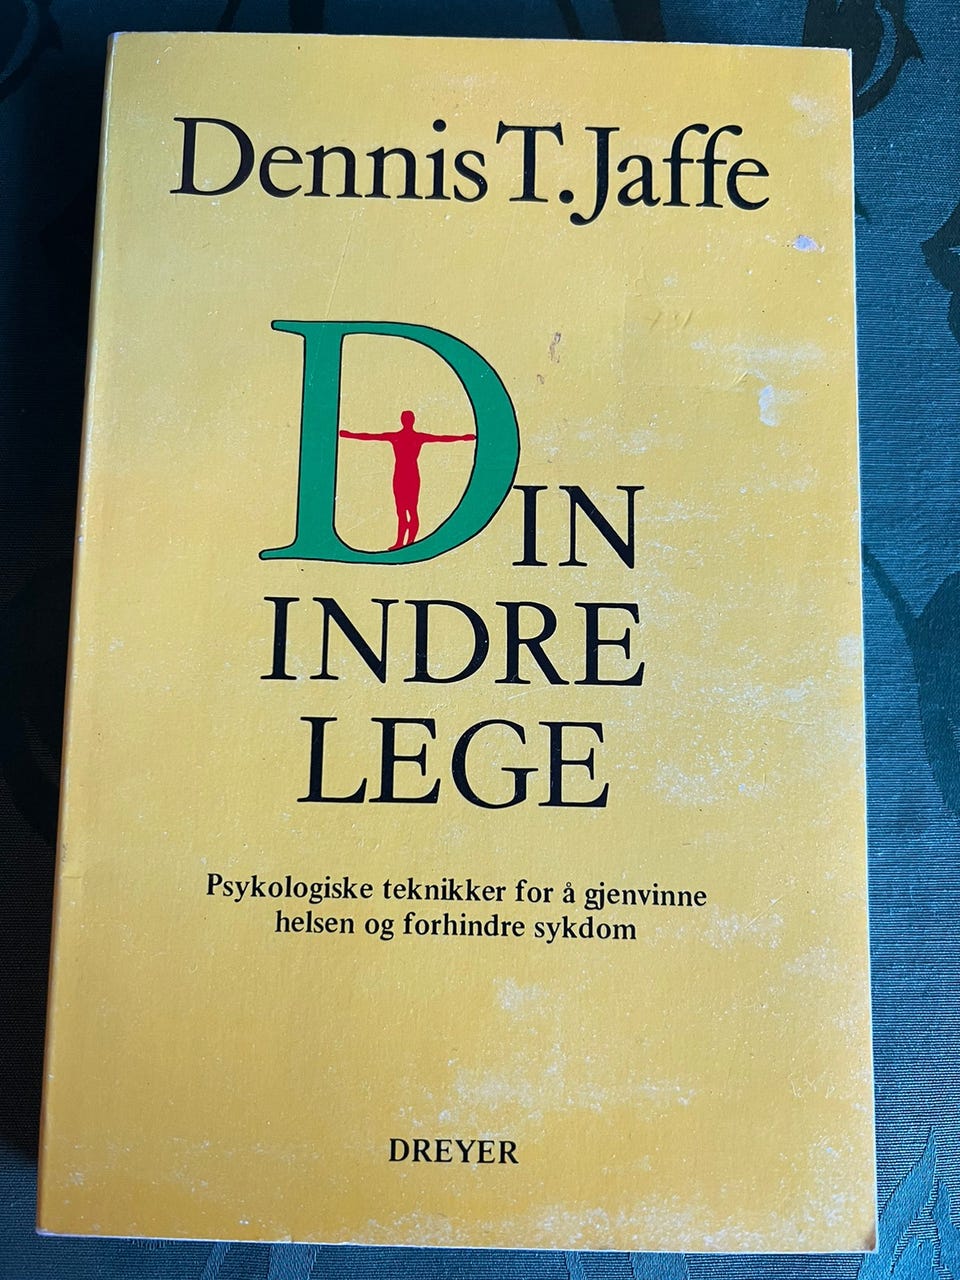 Dennis T. Jaffe
DIN
INDRE
LEGE
Psykologiske teknikker for å gjenvinne
helsen og forhindre sykdom
DREYER